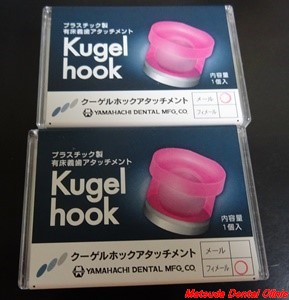 プラスチック製
有床義歯アタッチメント
Kugel
hook
内容量
1個入
クーゲルホックアタッチメント
YAMAHACHI DENTAL MFG.,CO.
メール
フィメール
プラスチック製
有床義歯アタッチメント
Kugel
hook
内容量
1個入
クーゲルホックアタッチメント
YAMAHACHI DENTAL MFG.,CO.
メール
フィメール
Matsuda Dental Office